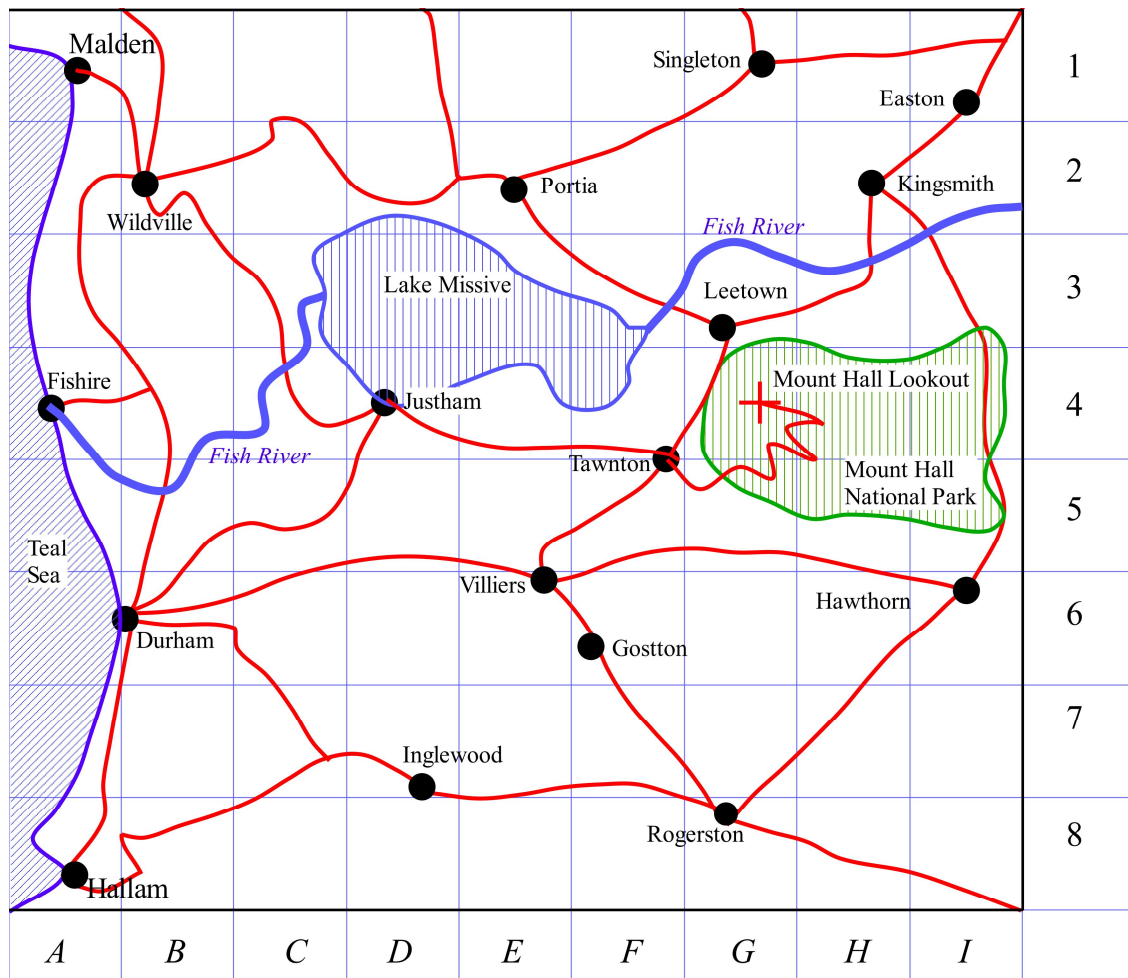 Malden
Singleton
1
Easton
Portia
Kingsmith
2
Wildville
Fish River
Lake Missive
Leetown
3
Fishire
Mount Hall Lookout
Justham
4
Fish River
Tawnton
Mount Hall
National Park
5
Teal
Sea
Villiers
Hawthorn
6
Durham
Gostton
7
Inglewood
Rogerston
8
Hallam
A B C D E F G H I